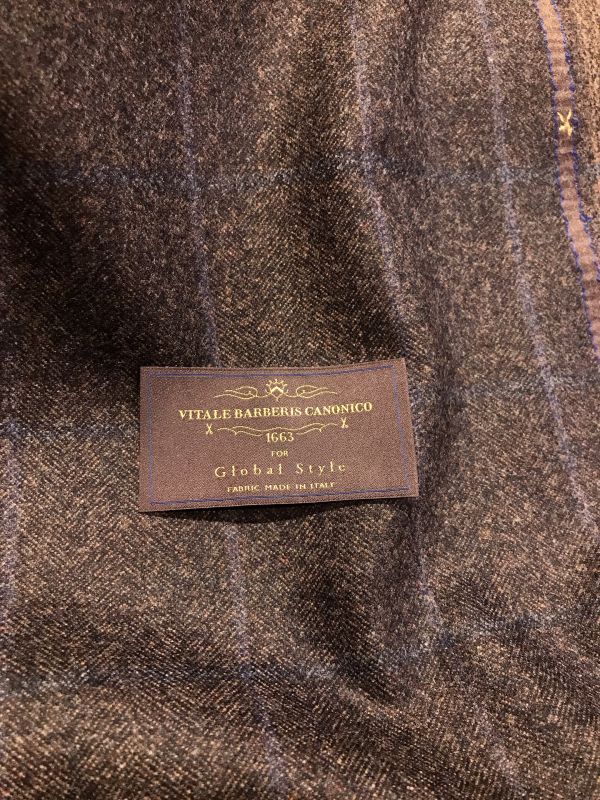 VITALE BARBERIS CANONICO
1663
FOR
Global Style
FABRIC MADE IN ITALY